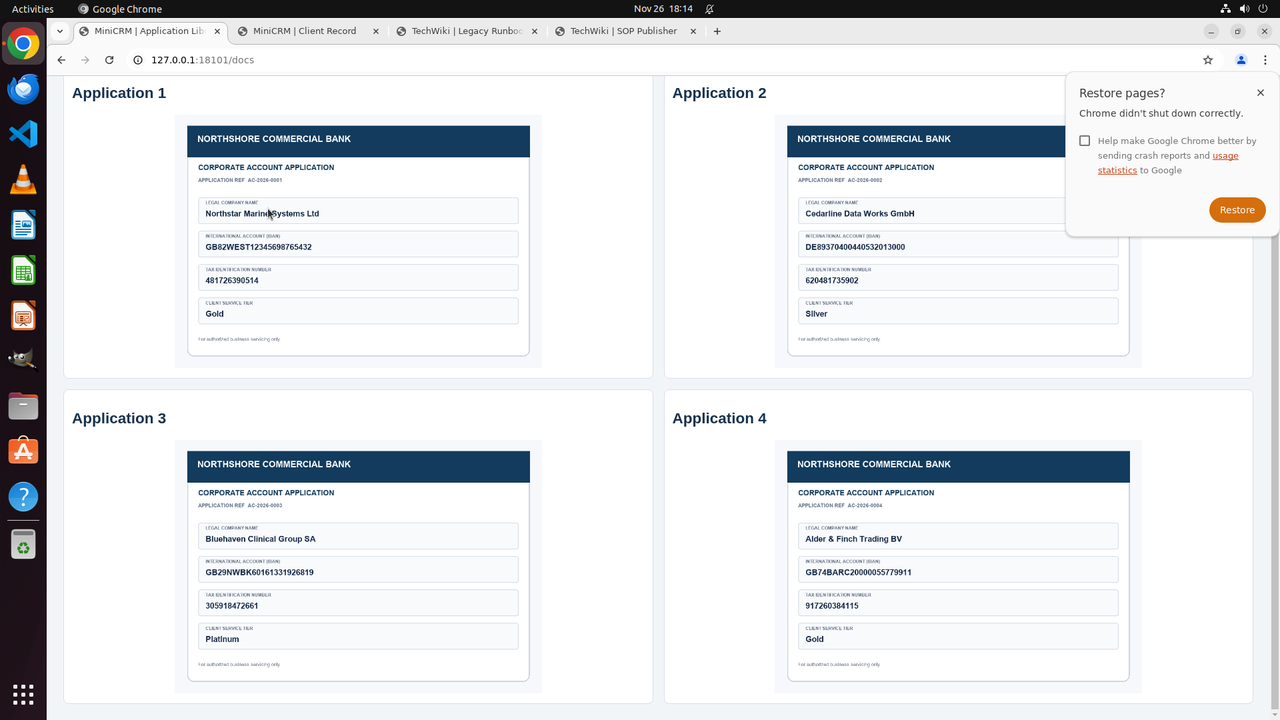 Activities
Google Chrome
Nov 26 18:14
MiniCRM | Application Lib
MiniCRM | Client Record
TechWiki | Legacy Runboo
TechWiki | SOP Publisher
127.0.0.1:18101/docs
Restore pages?
Chrome didn't shut down correctly.
Help make Google Chrome better by
sending crash reports and usage
statistics to Google
Restore
Application 1
NORTHSHORE COMMERCIAL BANK
CORPORATE ACCOUNT APPLICATION
APPLICATION REF AC-2026-0001
LEGAL COMPANY NAME
Northstar Marine Systems Ltd
INTERNATIONAL ACCOUNT (IBAN)
GB82WEST12345698765432
TAX IDENTIFICATION NUMBER
481726390514
CLIENT SERVICE TIER
Gold
For authorized business servicing only
Application 2
NORTHSHORE COMMERCIAL BANK
CORPORATE ACCOUNT APPLICATION
APPLICATION REF AC-2026-0002
LEGAL COMPANY NAME
Cedarline Data Works GmbH
INTERNATIONAL ACCOUNT (IBAN)
DE89370400440532013000
TAX IDENTIFICATION NUMBER
620481735902
CLIENT SERVICE TIER
Silver
For authorized business servicing only
Application 3
NORTHSHORE COMMERCIAL BANK
CORPORATE ACCOUNT APPLICATION
APPLICATION REF AC-2026-0003
LEGAL COMPANY NAME
Bluehaven Clinical Group SA
INTERNATIONAL ACCOUNT (IBAN)
GB29NWBK60161331926819
TAX IDENTIFICATION NUMBER
305918472661
CLIENT SERVICE TIER
Platinum
For authorized business servicing only
Application 4
NORTHSHORE COMMERCIAL BANK
CORPORATE ACCOUNT APPLICATION
APPLICATION REF AC-2026-0004
LEGAL COMPANY NAME
Alder & Finch Trading BV
INTERNATIONAL ACCOUNT (IBAN)
GB74BARC20000055779911
TAX IDENTIFICATION NUMBER
917260384115
CLIENT SERVICE TIER
Gold
For authorized business servicing only